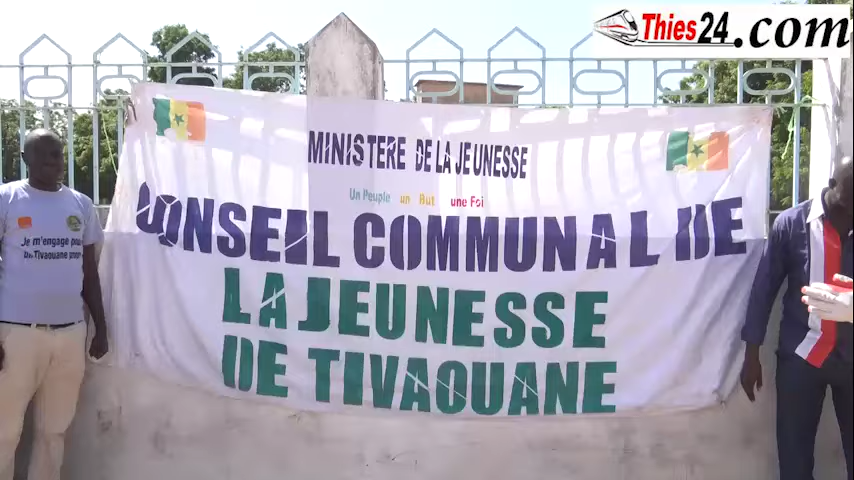 Thies24.com
MINISTERE DE LA JEUNESSE
Un Peuple un But une Foi
CONSEIL COMMUNAL DE
LA JEUNESSE
DE TIVAOUANE
Je m'engage pour
Tivaouane